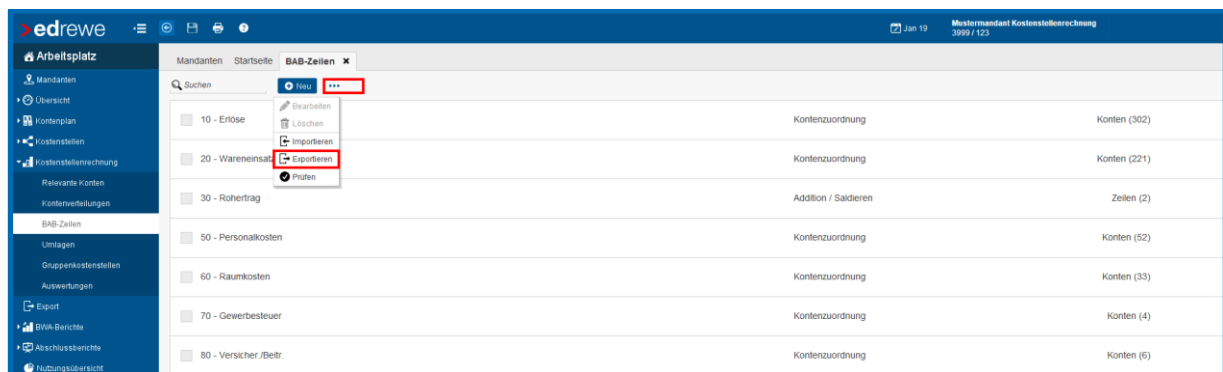 edrewe
Jan 19
Mustermandant Kostenstellenrechnung
3999 / 123
Arbeitsplatz
Mandanten
Übersicht
Kontenplan
Kostenstellen
Kostenstellenrechnung
Relevante Konten
Kontenverteilungen
BAB-Zeilen
Umlagen
Gruppenkostenstellen
Auswertungen
Export
BWA-Berichte
Abschlussberichte
Nutzungsübersicht
Mandanten Startseite BAB-Zeilen
Suchen
Neu
Bearbeiten
Löschen
Importieren
Exportieren
Prüfen
10 - Erlöse Kontenzuordnung Konten (302)
20 - Wareneinsatz Kontenzuordnung Konten (221)
30 - Rohertrag Addition / Saldieren Zeilen (2)
50 - Personalkosten Kontenzuordnung Konten (52)
60 - Raumkosten Kontenzuordnung Konten (33)
70 - Gewerbesteuer Kontenzuordnung Konten (4)
80 - Versicher./Beitr. Kontenzuordnung Konten (6)